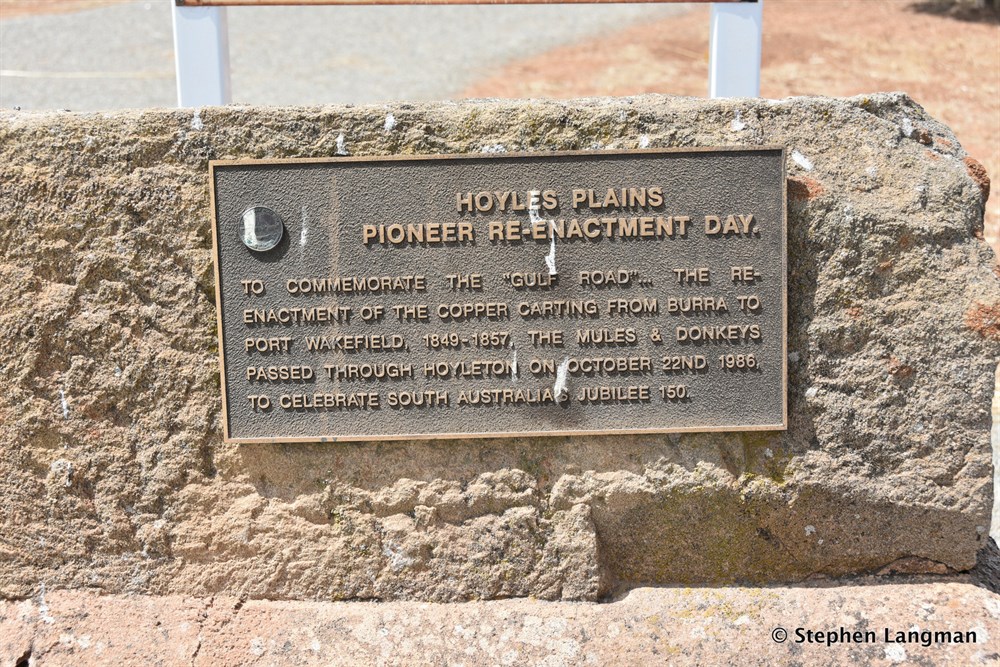 HOYLES PLAINS
PIONEER RE-ENACTMENT DAY.
TO COMMEMORATE THE "GULF ROAD"... THE RE-
ENACTMENT OF THE COPPER CARTING FROM BURRA TO
PORT WAKEFIELD, 1849-1857, THE MULES & DONKEYS
PASSED THROUGH HOYLETON ON OCTOBER 22ND 1986,
TO CELEBRATE SOUTH AUSTRALIA'S JUBILEE 150.
© Stephen Langman